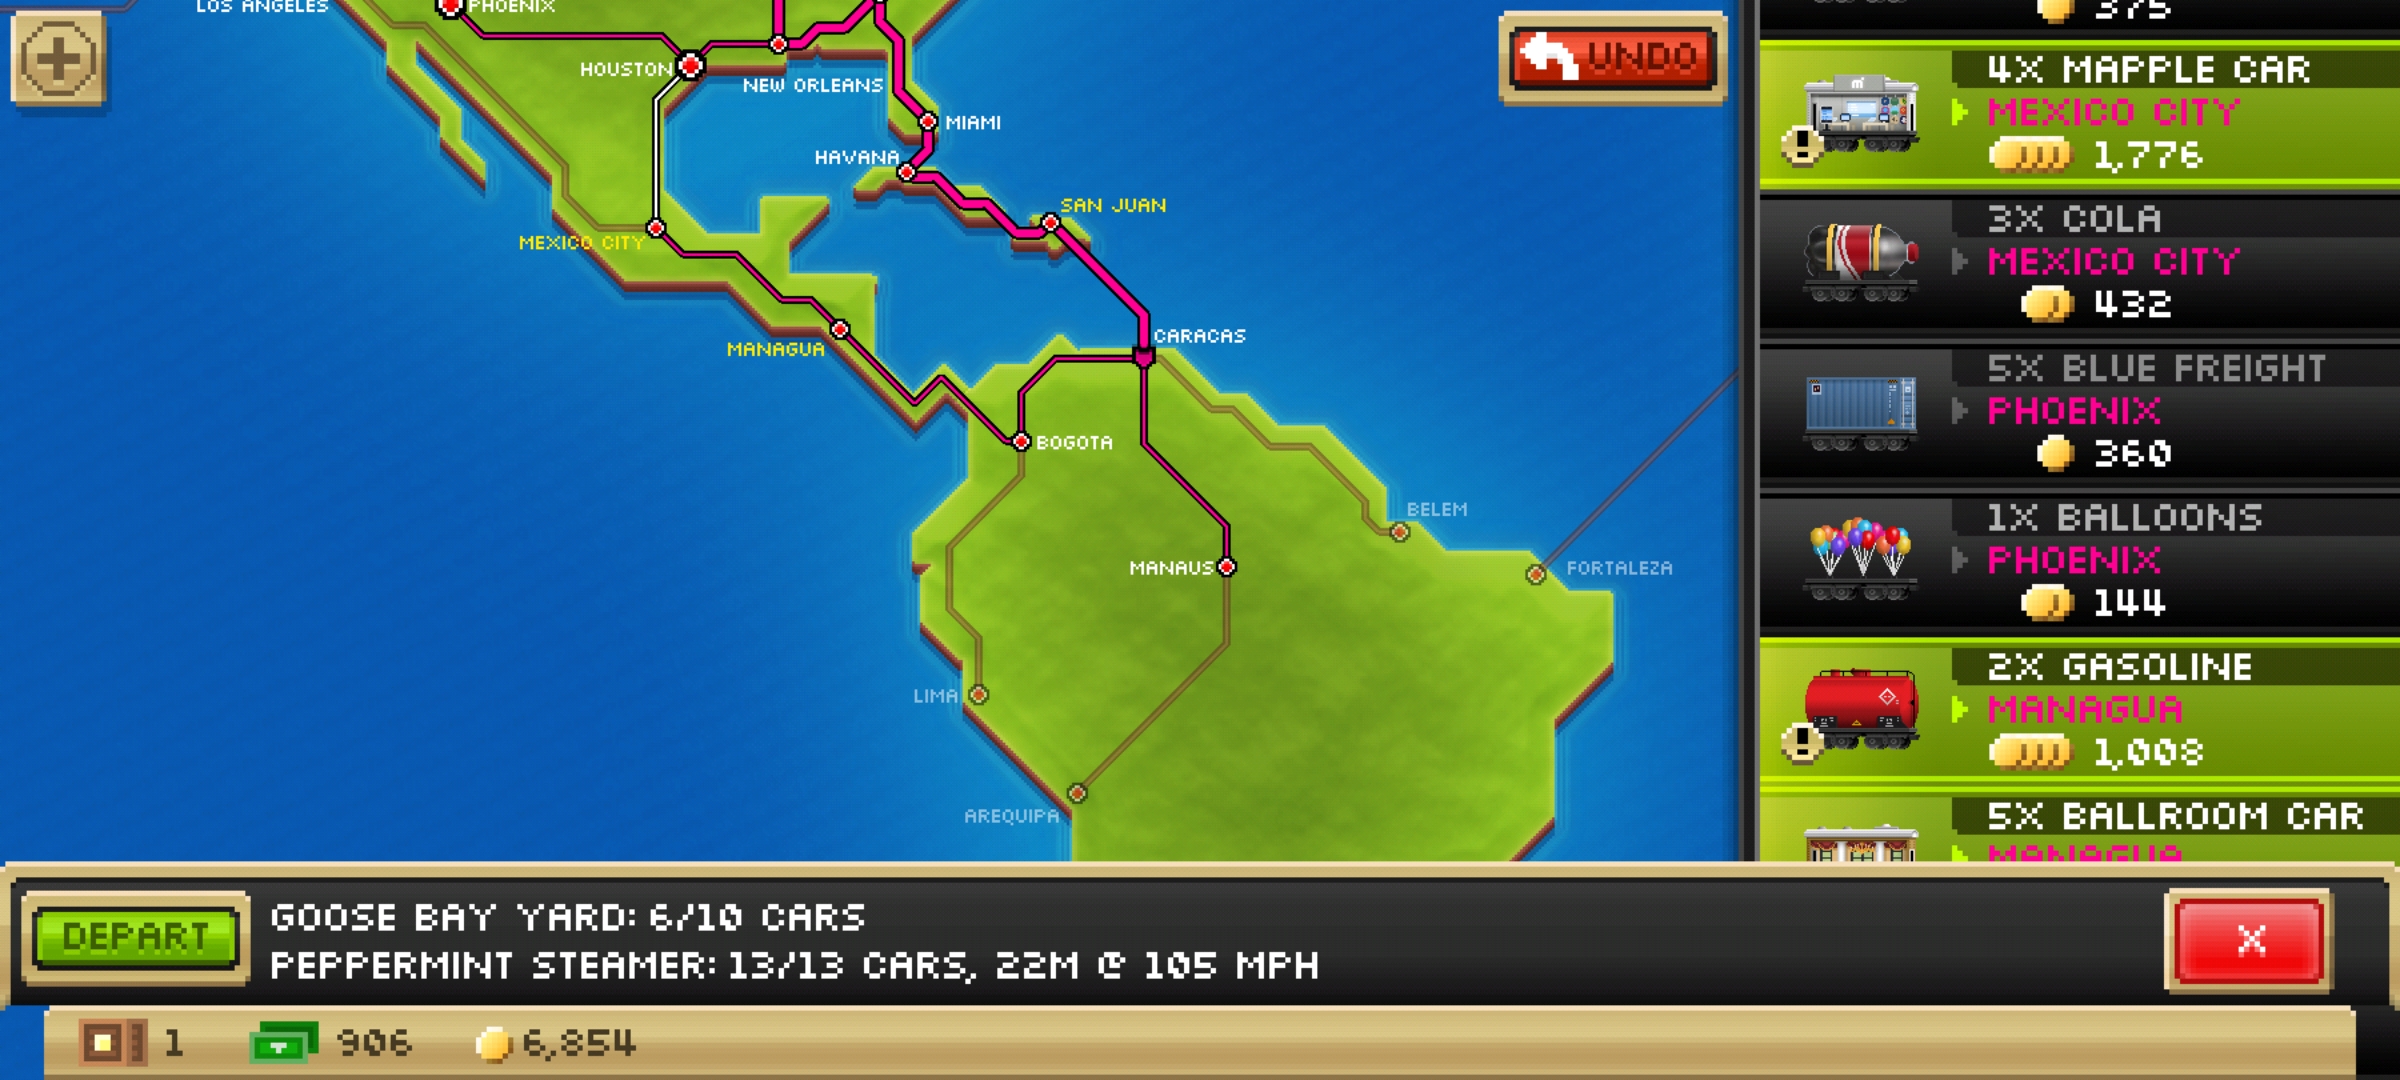 LOS ANGELES
PHOENIX
HOUSTON
NEW ORLEANS
MIAMI
HAVANA
SAN JUAN
MEXICO CITY
MANAGUA
CARACAS
BOGOTA
BELEM
MANAUS
FORTALEZA
LIMA
AREQUIPA
UNDO
375
4X MAPPLE CAR
MEXICO CITY
1,776
3X COLA
MEXICO CITY
432
5X BLUE FREIGHT
PHOENIX
360
1X BALLOONS
PHOENIX
144
2X GASOLINE
MANAGUA
1,008
5X BALLROOM CAR
MANAGUA
DEPART
GOOSE BAY YARD: 6/10 CARS
PEPPERMINT STEAMER: 13/13 CARS, 22M @ 105 MPH
X
1
906
6,854